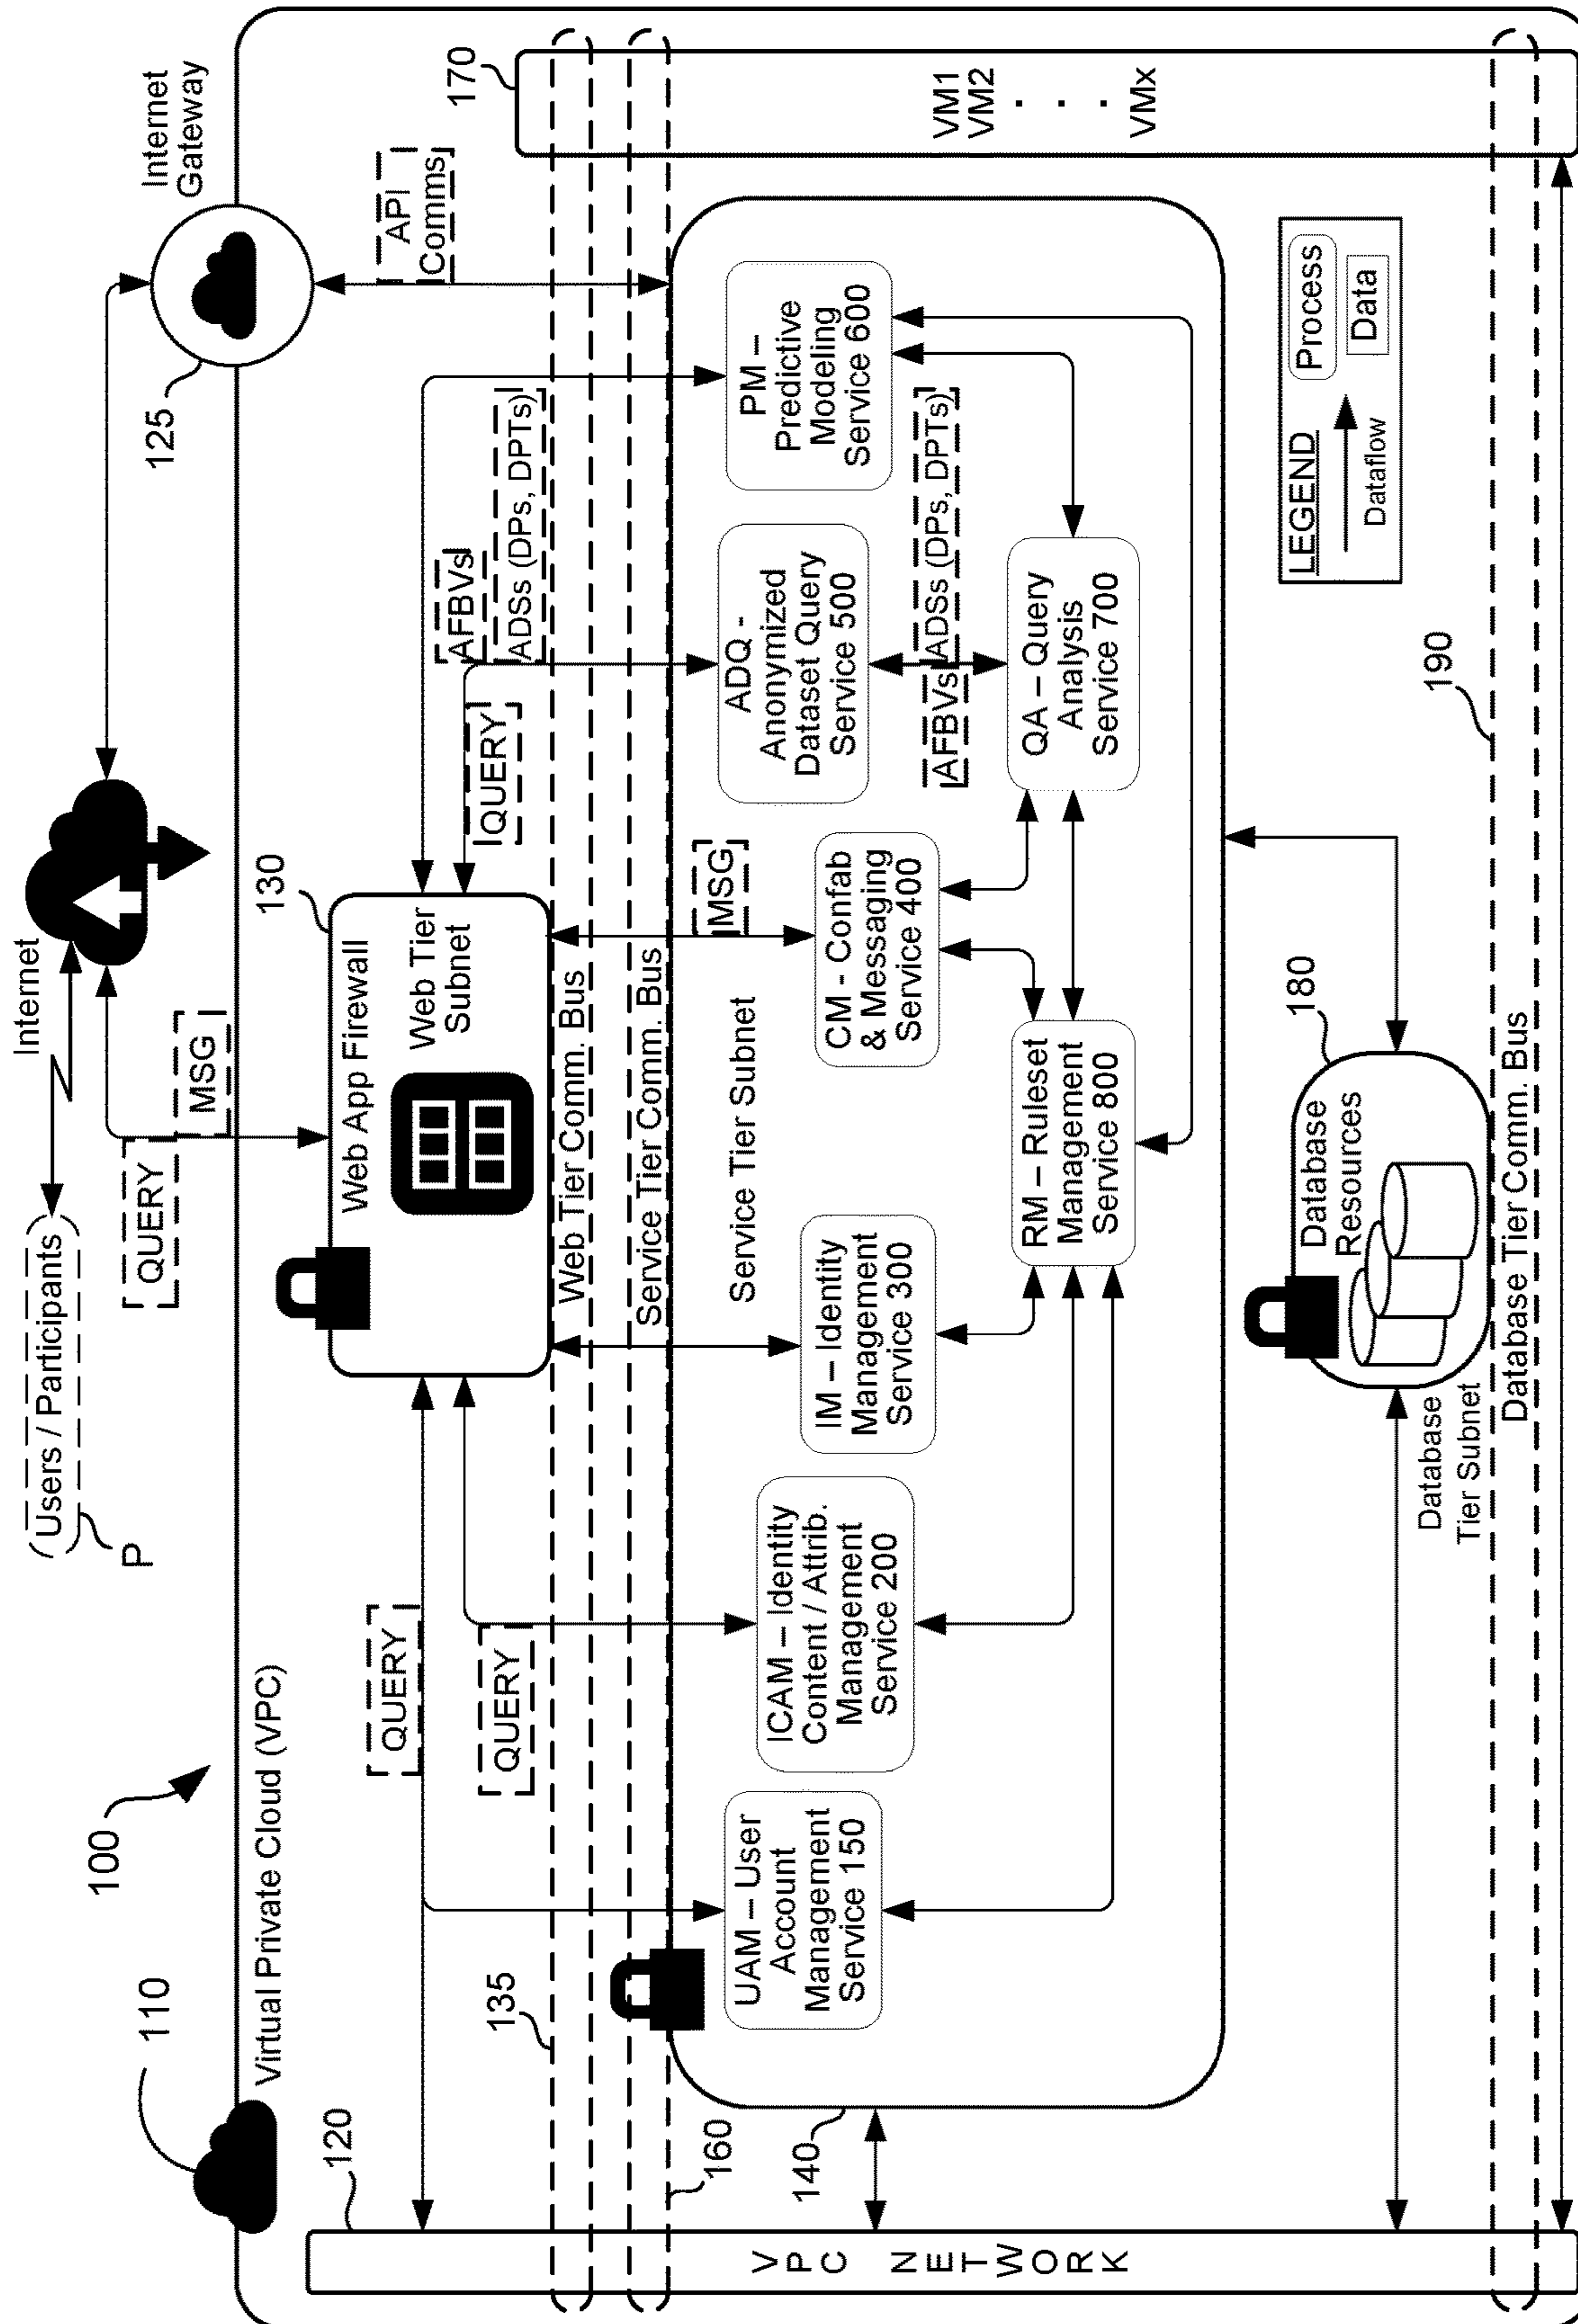 Internet
Internet
Gateway
(Users / Participants)
P
QUERY
MSG
100
110
Virtual Private Cloud (VPC)
125
130
120
170
Web App Firewall
Web Tier
Subnet
API
Comms
QUERY
QUERY
QUERY
AFBVs
ADSs (DPs, DPTs)
135
Web Tier Comm. Bus
Service Tier Comm. Bus
160
140
Service Tier Subnet
MSG
UAM – User
Account
Management
Service 150
ICAM – Identity
Content / Attrib.
Management
Service 200
IM – Identity
Management
Service 300
CM - Confab
& Messaging
Service 400
ADQ -
Anonymized
Dataset Query
Service 500
PM –
Predictive
Modeling
Service 600
AFBVs
ADSs (DPs, DPTs)
RM – Ruleset
Management
Service 800
QA – Query
Analysis
Service 700
VM1
VM2
.
.
.
VMx
VPC NETWORK
180
Database
Resources
Database
Tier Subnet
190
Database Tier Comm. Bus
LEGEND
Process
Dataflow
Data